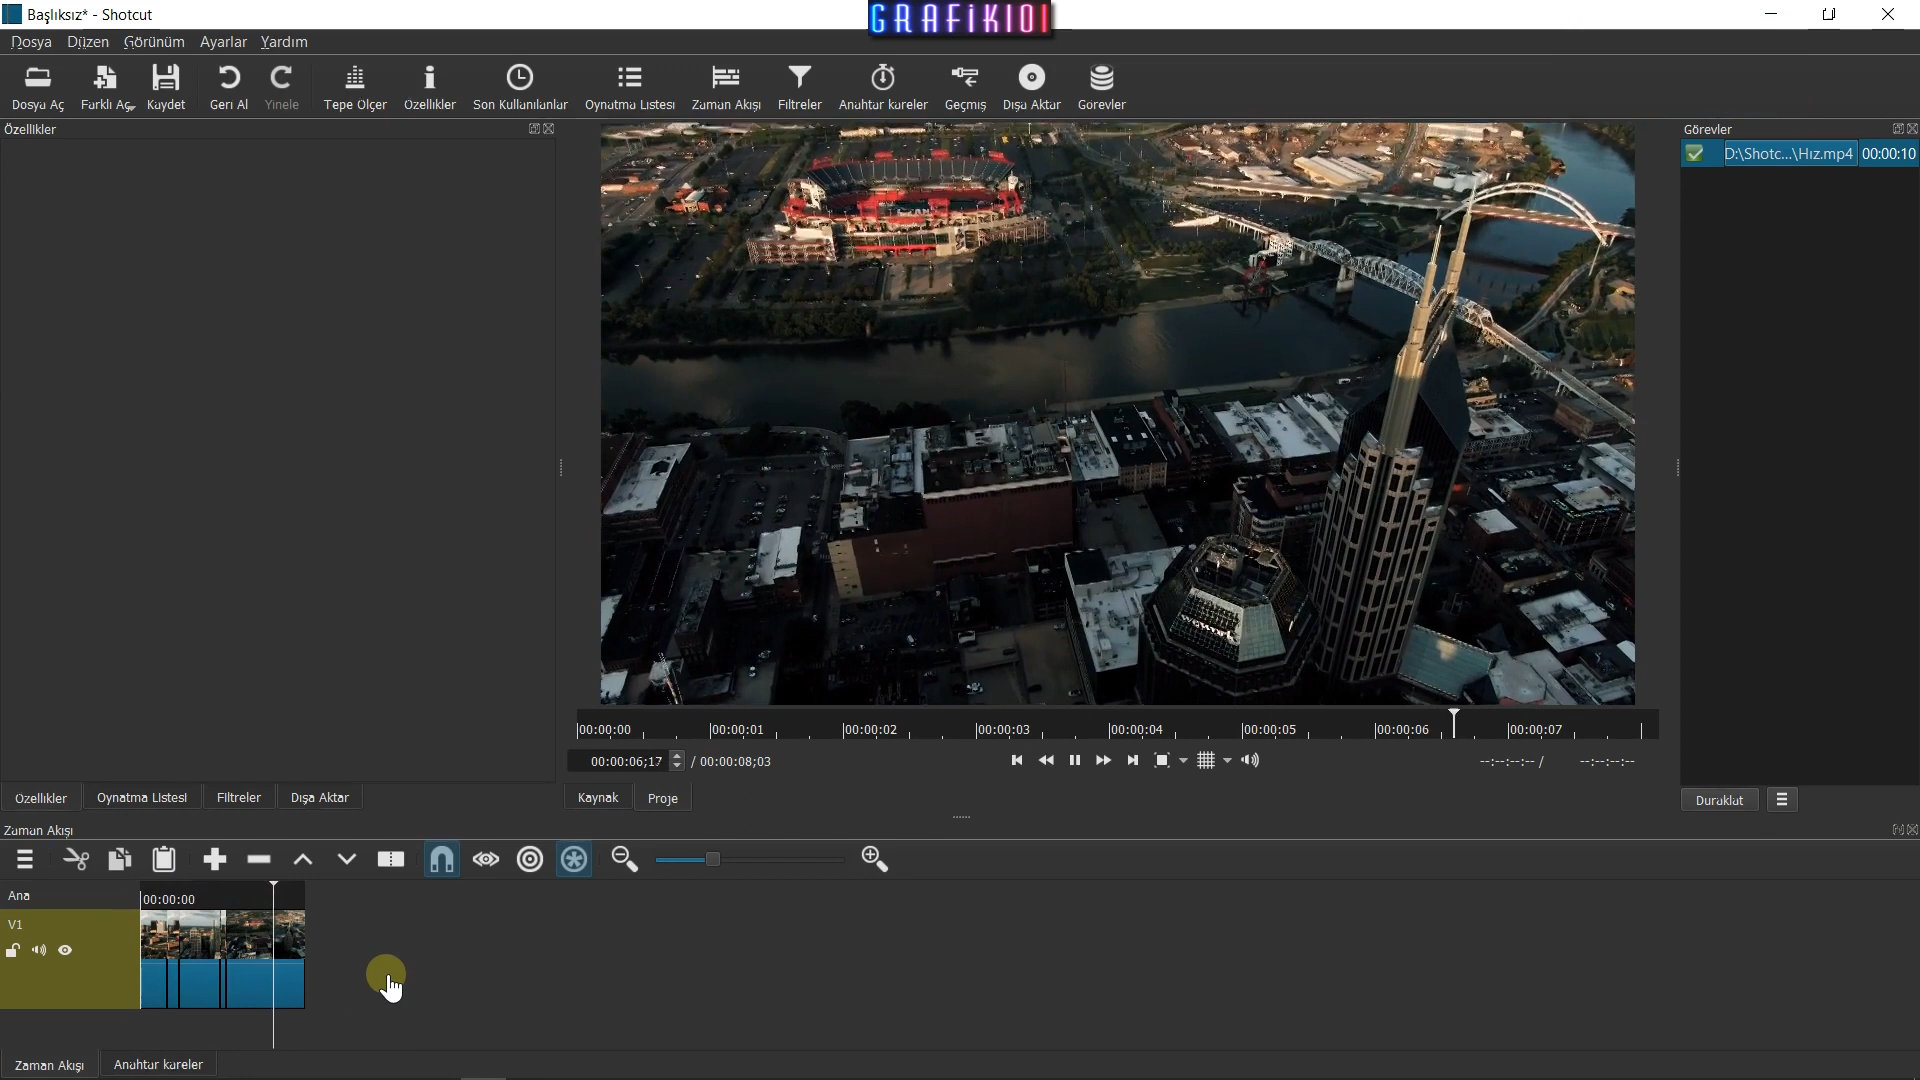 Başlıksız* - Shotcut
GRAFİK101
Dosya Düzen Görünüm Ayarlar Yardım
Dosya Aç Farklı Aç Kaydet Geri Al Yinele Tepe Ölçer Özellikler Son Kullanılanlar Oynatma Listesi Zaman Akışı Filtreler Anahtar kareler Geçmiş Dışa Aktar Görevler
Özellikler
Görevler
D:\Shotc...\Hız.mp4 00:00:10
wework
00:00:00 00:00:01 00:00:02 00:00:03 00:00:04 00:00:05 00:00:06 00:00:07
00:00:06;17 / 00:00:08;03 --:--:--:-- / --:--:--:--
Özellikler Oynatma Listesi Filtreler Dışa Aktar Kaynak Proje Duraklat
Zaman Akışı
Ana 00:00:00
V1
Zaman Akışı Anahtar kareler